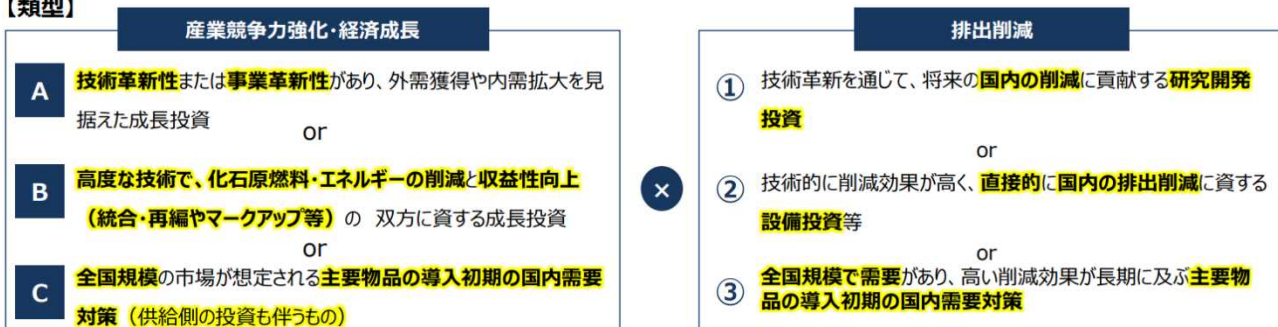 【類型】
産業競争力強化・経済成長
A
技術革新性または事業革新性があり、外需獲得や内需拡大を見
据えた成長投資
or
B
高度な技術で、化石原燃料・エネルギーの削減と収益性向上
（統合・再編やマークアップ等）の 双方に資する成長投資
or
C
全国規模の市場が想定される主要物品の導入初期の国内需要
対策（供給側の投資も伴うもの）
×
排出削減
①
技術革新を通じて、将来の国内の削減に貢献する研究開発
投資
or
②
技術的に削減効果が高く、直接的に国内の排出削減に資する
設備投資等
or
③
全国規模で需要があり、高い削減効果が長期に及ぶ主要物
品の導入初期の国内需要対策